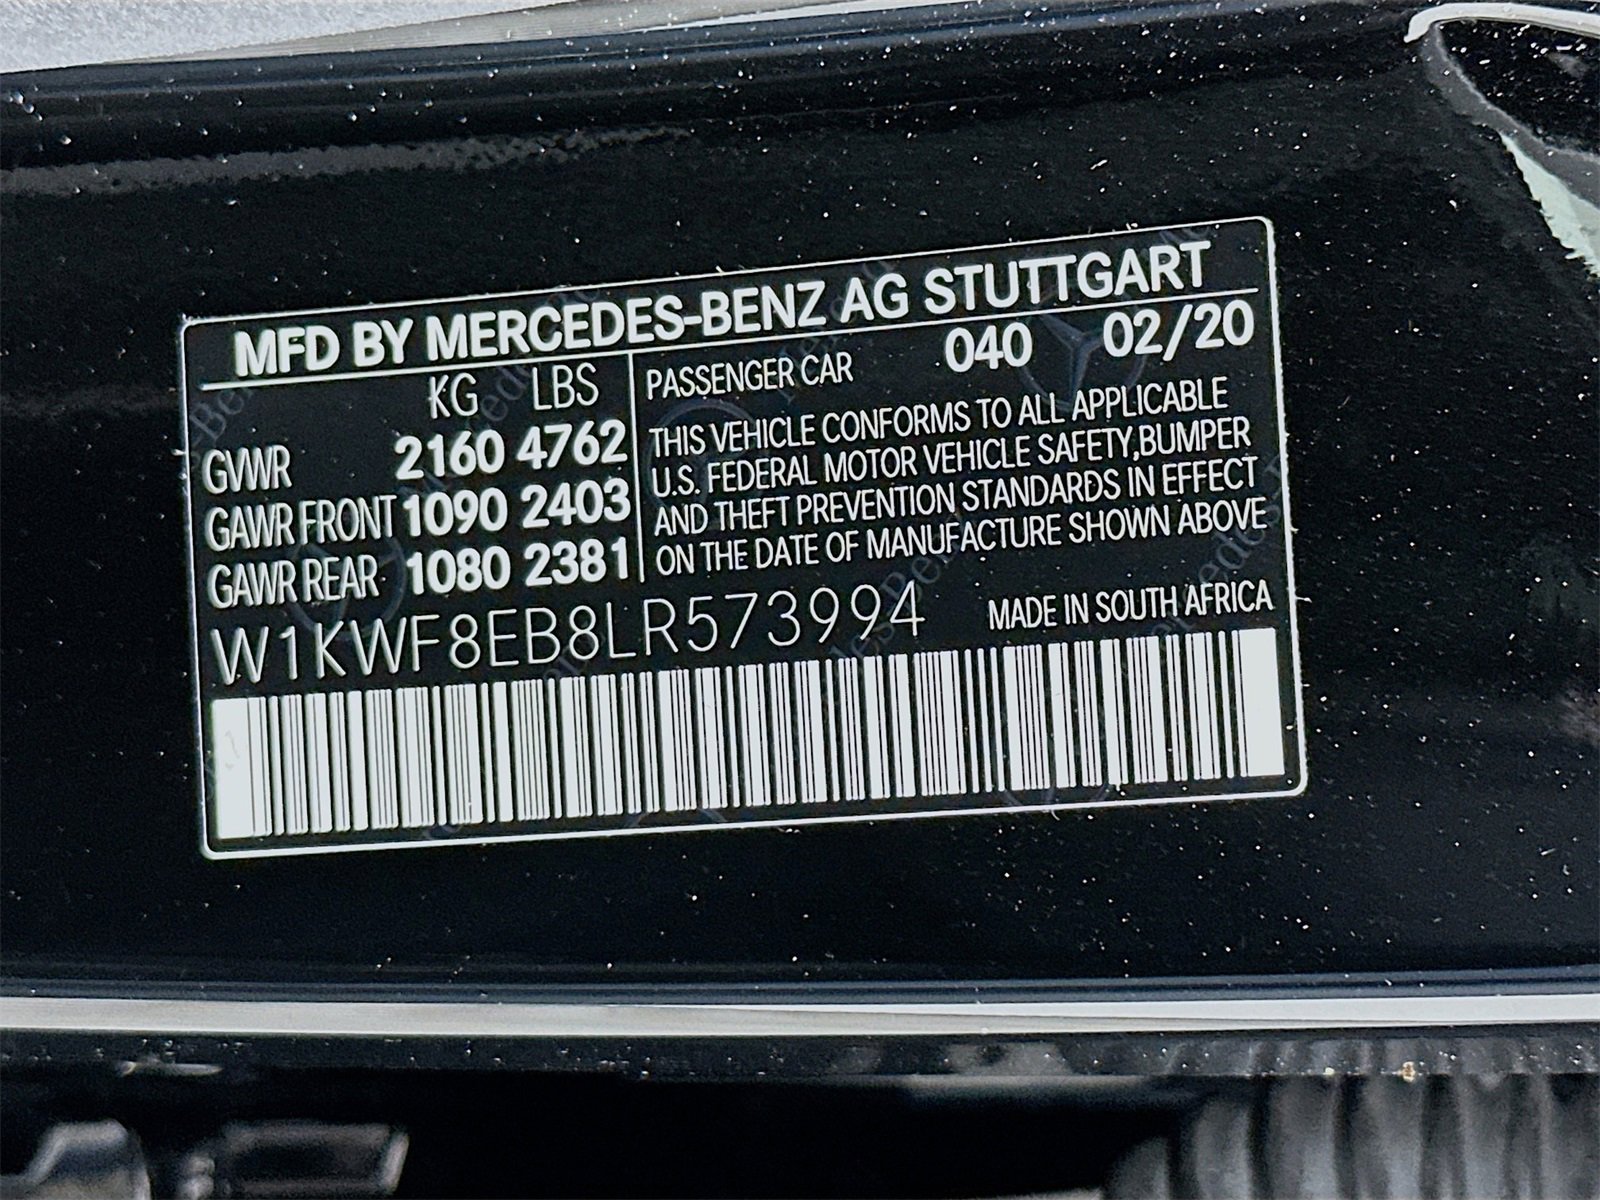 MFD BY MERCEDES-BENZ AG STUTTGART
KG LBS
GVWR 2160 4762
GAWR FRONT 1090 2403
GAWR REAR 1080 2381
PASSENGER CAR 040 02/20
THIS VEHICLE CONFORMS TO ALL APPLICABLE
U.S. FEDERAL MOTOR VEHICLE SAFETY,BUMPER
AND THEFT PREVENTION STANDARDS IN EFFECT
ON THE DATE OF MANUFACTURE SHOWN ABOVE
W1KWF8EB8LR573994 MADE IN SOUTH AFRICA